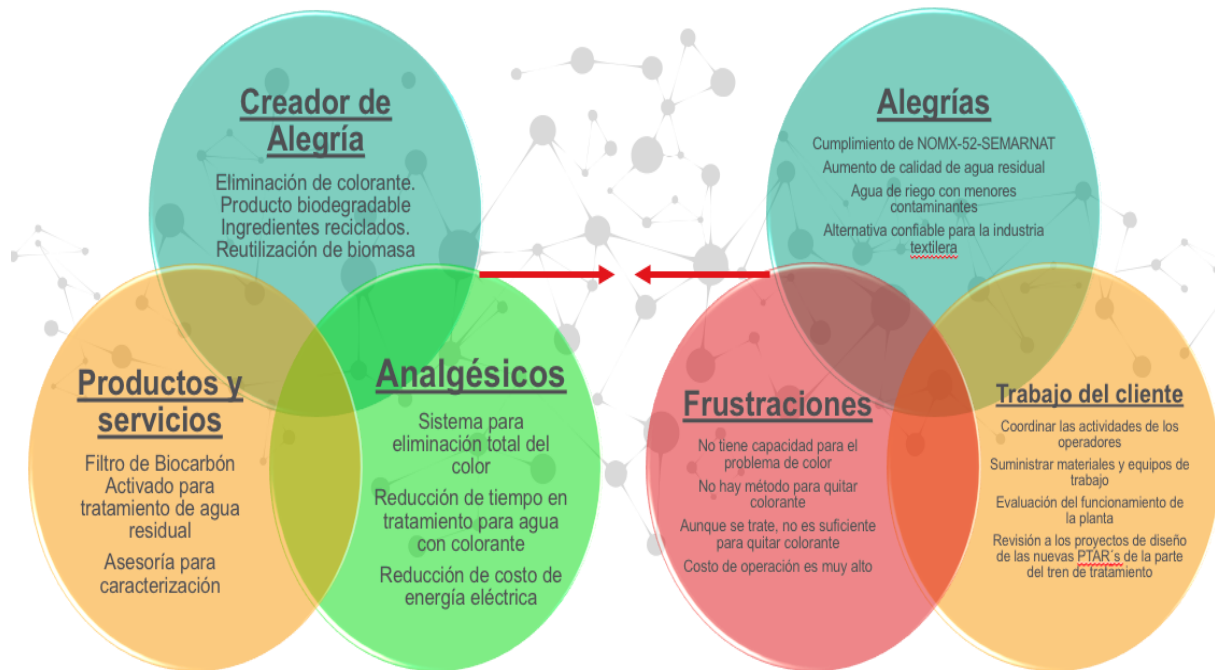 Creador de
Alegría
Eliminación de colorante.
Producto biodegradable
Ingredientes reciclados.
Reutilización de biomasa
Productos y
servicios
Filtro de Biocarbón
Activado para
tratamiento de agua
residual
Asesoría para
caracterización
Analgésicos
Sistema para
eliminación total del
color
Reducción de tiempo en
tratamiento para agua
con colorante
Reducción de costo de
energía eléctrica
Alegrías
Cumplimiento de NOMX-52-SEMARNAT
Aumento de calidad de agua residual
Agua de riego con menores
contaminantes
Alternativa confiable para la industria
textilera
Frustraciones
No tiene capacidad para el
problema de color
No hay método para quitar
colorante
Aunque se trate, no es suficiente
para quitar colorante
Costo de operación es muy alto
Trabajo del cliente
Coordinar las actividades de los
operadores
Suministrar materiales y equipos de
trabajo
Evaluación del funcionamiento de
la planta
Revisión a los proyectos de diseño
de las nuevas PTAR´s de la parte
del tren de tratamiento